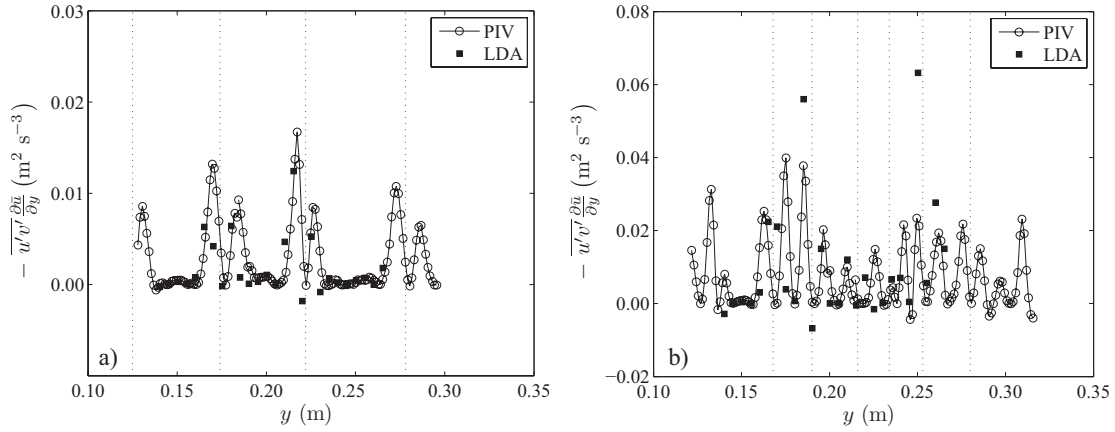 0.03
0.02
0.01
0.00
− u′v′ ∂ū/∂y (m² s⁻³)
PIV
LDA
a)
0.10 0.15 0.20 0.25 0.30 0.35
y (m)
0.08
0.06
0.04
0.02
0.00
−0.02
− u′v′ ∂ū/∂y (m² s⁻³)
PIV
LDA
b)
0.10 0.15 0.20 0.25 0.30 0.35
y (m)